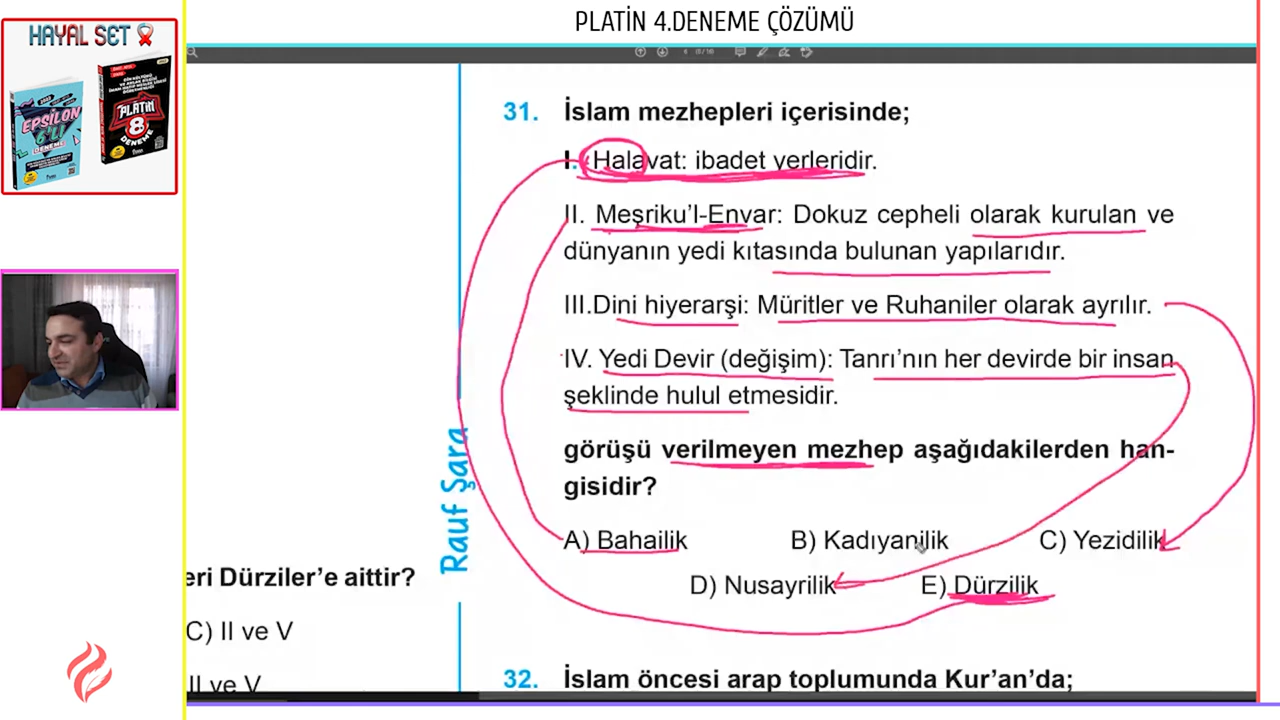 PLATİN 4.DENEME ÇÖZÜMÜ
HAYAL SET
EPSİLON
6'LI
DENEME
PLATİN
8
DENEME
31. İslam mezhepleri içerisinde;
I. Halavat: ibadet yerleridir.
II. Meşriku'l-Envar: Dokuz cepheli olarak kurulan ve
dünyanın yedi kıtasında bulunan yapılarıdır.
III.Dini hiyerarşi: Müritler ve Ruhaniler olarak ayrılır.
IV. Yedi Devir (değişim): Tanrı'nın her devirde bir insan
şeklinde hulul etmesidir.
görüşü verilmeyen mezhep aşağıdakilerden han-
gisidir?
A) Bahailik B) Kadıyanilik C) Yezidilik
D) Nusayrilik E) Dürzilik
32. İslam öncesi arap toplumunda Kur'an'da;
Rauf Şara
eri Dürziler'e aittir?
C) II ve V
II ve V